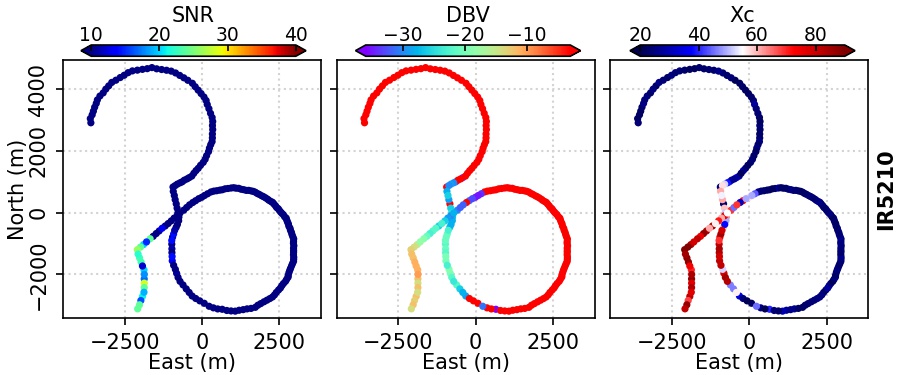 SNR DBV Xc
10 20 30 40 −30 −20 −10 20 40 60 80
North (m)
4000
2000
0
−2000
IR5210
−2500 0 2500 −2500 0 2500 −2500 0 2500
East (m) East (m) East (m)